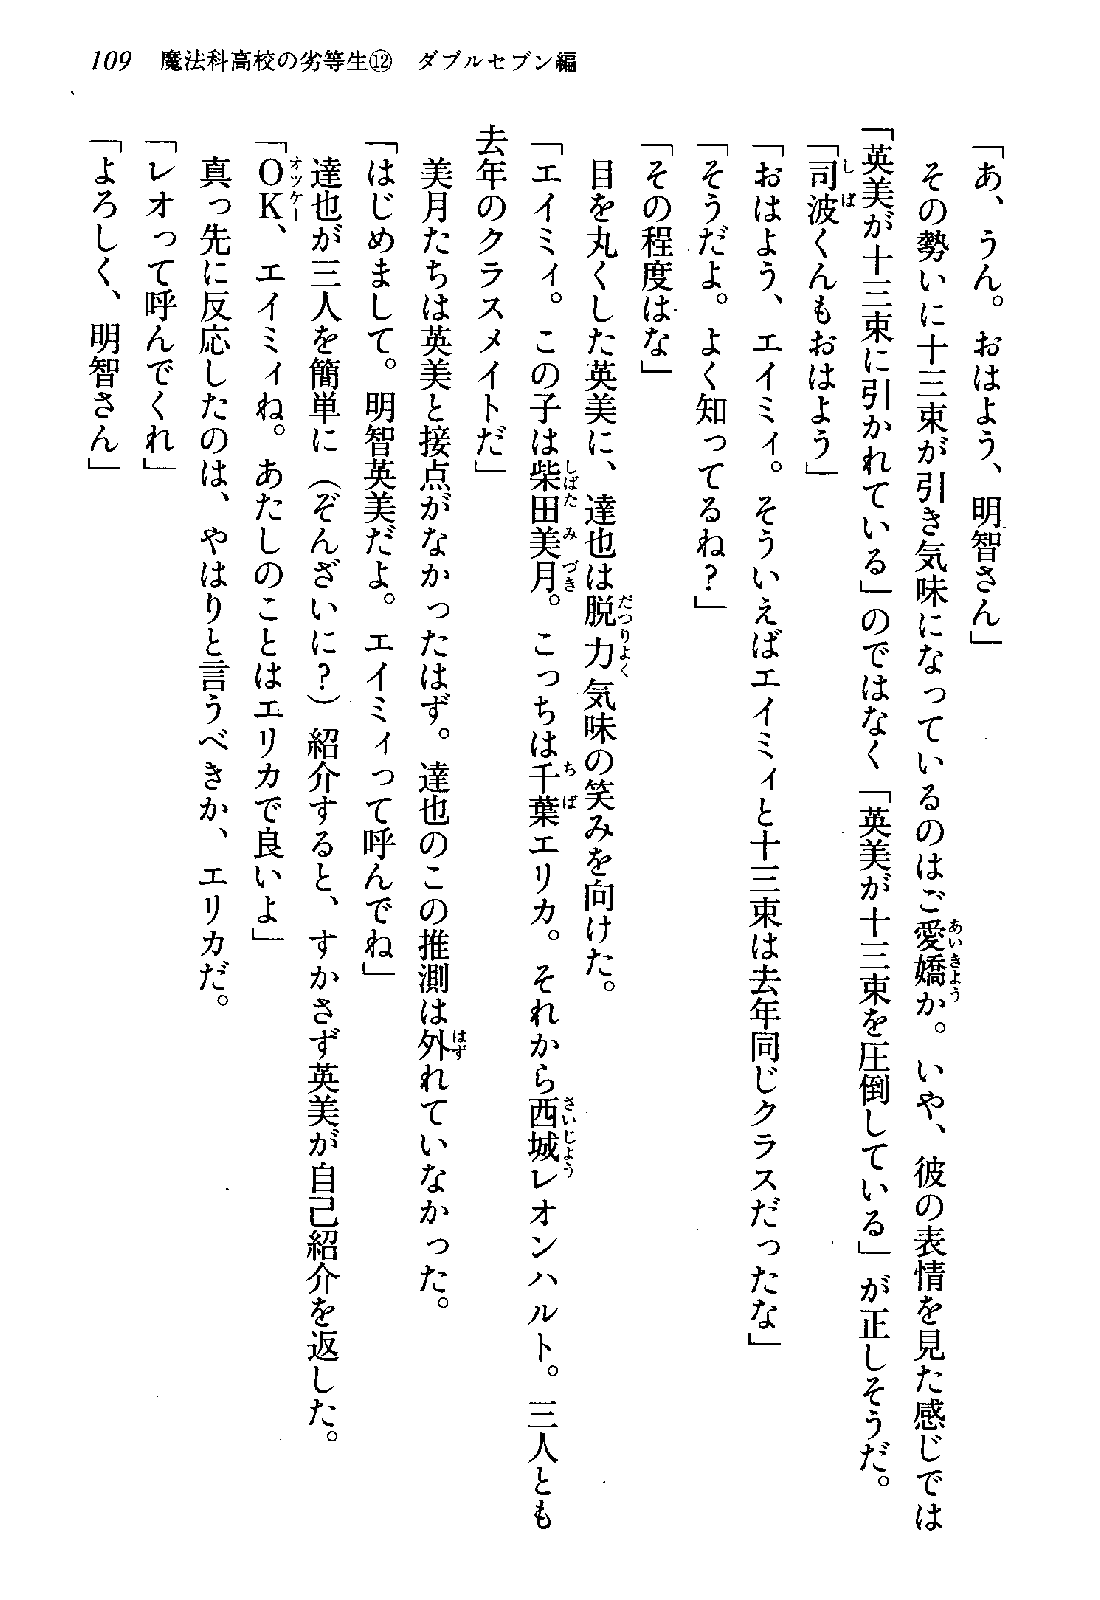 109 魔法科高校の劣等生⑫ ダブルセブン編
「あ、うん。おはよう、明智さん」
その勢いに十三束が引き気味になっているのはご愛嬌か。いや、彼の表情を見た感じでは
「英美が十三束に引かれている」のではなく「英美が十三束を圧倒している」が正しそうだ。
「司波くんもおはよう」
「おはよう、エイミィ。そういえばエイミィと十三束は去年同じクラスだったな」
「そうだよ。よく知ってるね？」
「その程度はな」
目を丸くした英美に、達也は脱力気味の笑みを向けた。
「エイミィ。この子は柴田美月。こっちは千葉エリカ。それから西城レオンハルト。三人とも
去年のクラスメイトだ」
美月たちは英美と接点がなかったはず。達也のこの推測は外れていなかった。
「はじめまして。明智英美だよ。エイミィって呼んでね」
達也が三人を簡単に（ぞんざいに？）紹介すると、すかさず英美が自己紹介を返した。
「ＯＫ、エイミィね。あたしのことはエリカで良いよ」
真っ先に反応したのは、やはりと言うべきか、エリカだ。
「レオって呼んでくれ」
「よろしく、明智さん」